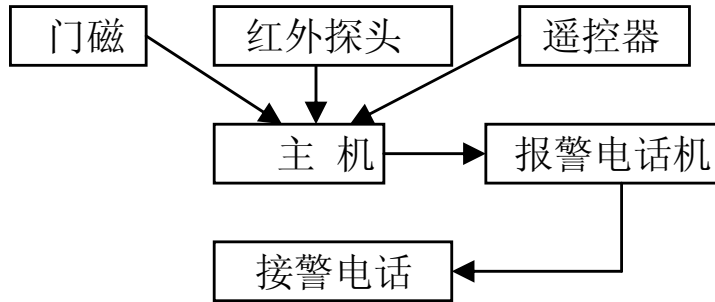 门磁
红外探头
遥控器
主 机
报警电话机
接警电话